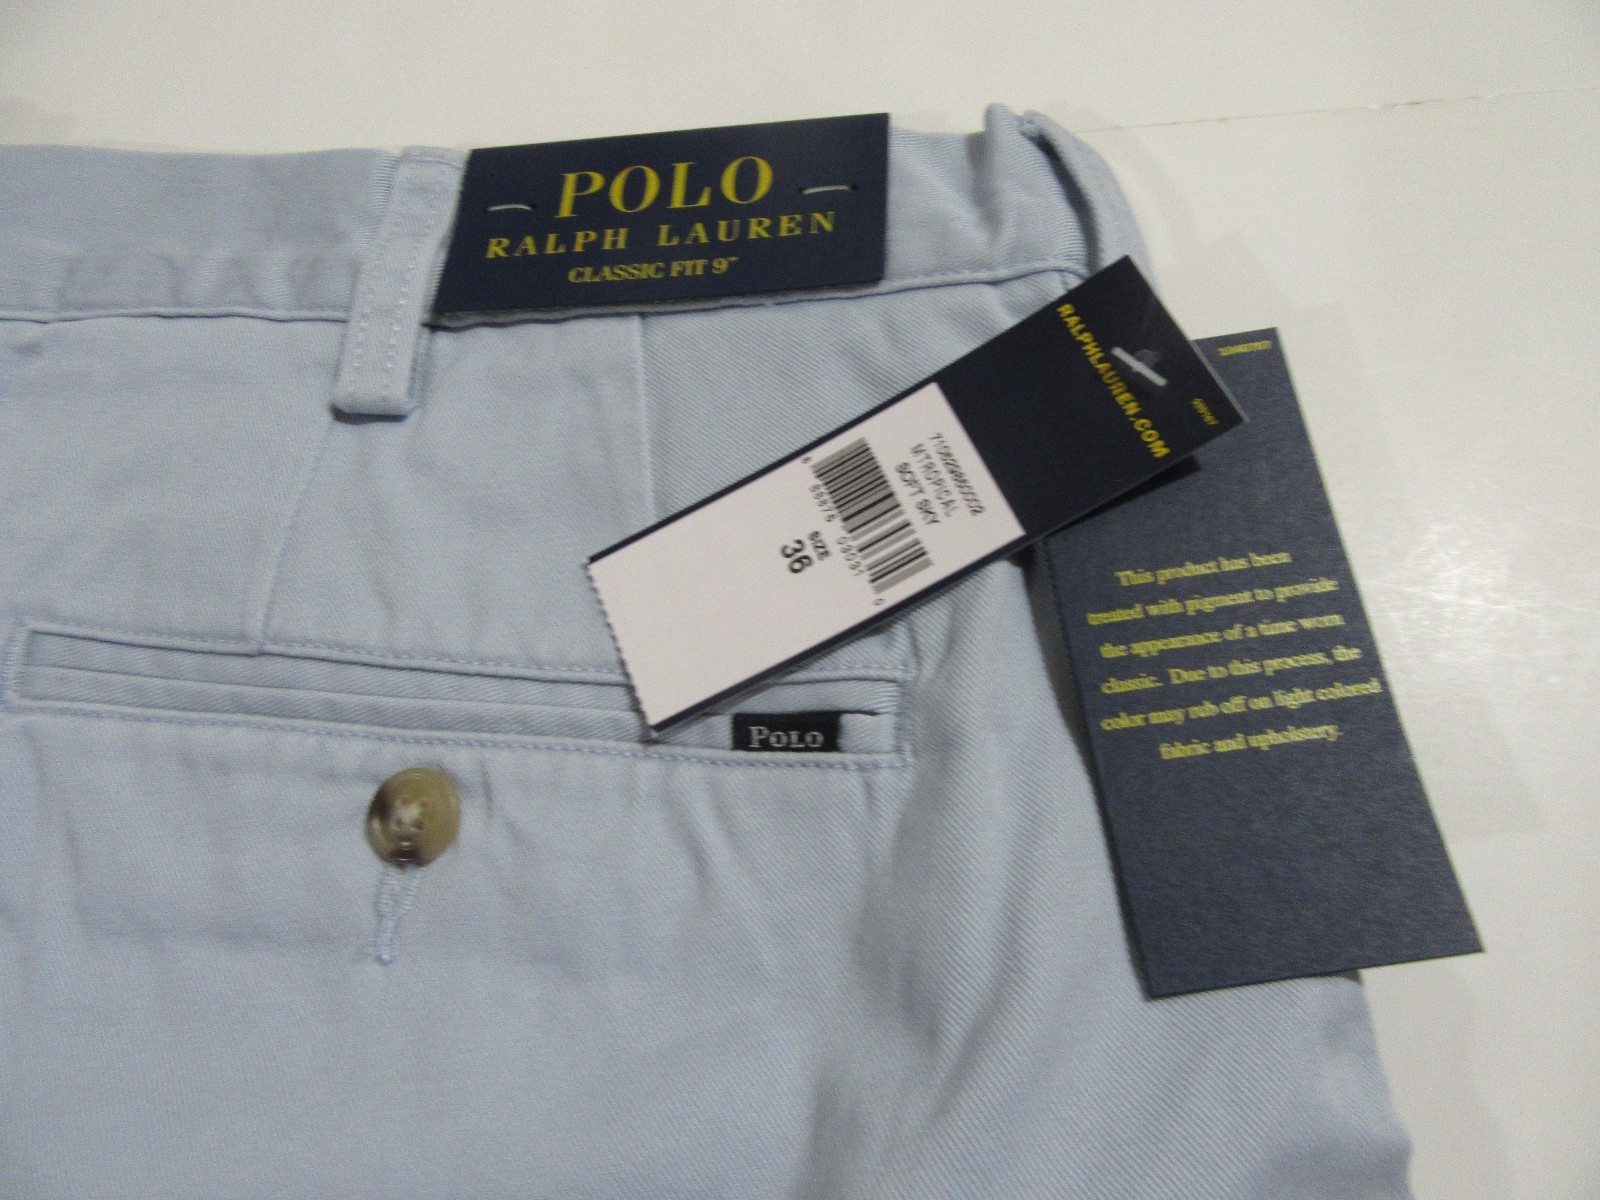 POLO
RALPH LAUREN
CLASSIC FIT 9"
RALPHLAUREN.COM
MTROPICAL
SOFT SKY
SIZE
36
This product has been
treated with pigment to provide
the appearance of a time worn
classic. Due to this process, the
color may rub off on light colored
fabric and upholstery.
POLO